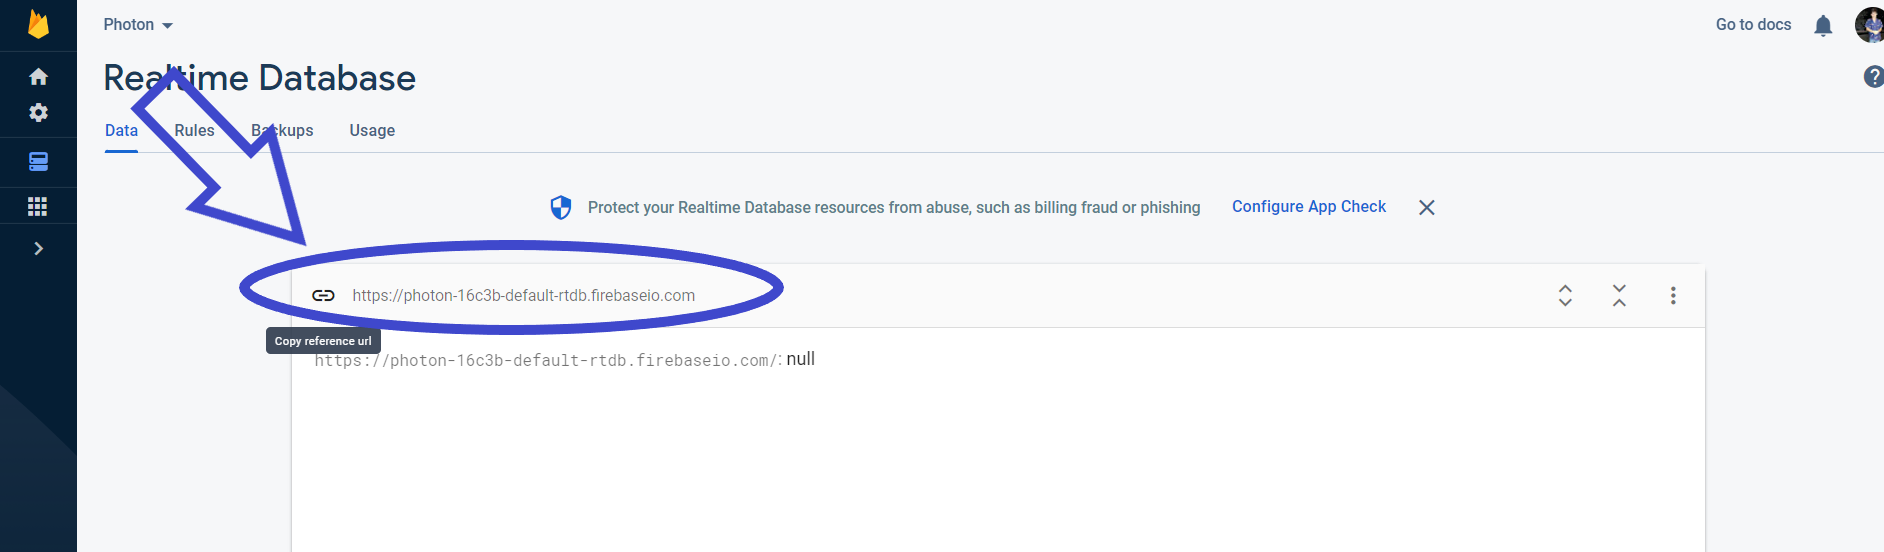 Photon
Go to docs
Realtime Database
Data Rules Backups Usage
Protect your Realtime Database resources from abuse, such as billing fraud or phishing Configure App Check
https://photon-16c3b-default-rtdb.firebaseio.com
Copy reference url
https://photon-16c3b-default-rtdb.firebaseio.com/: null